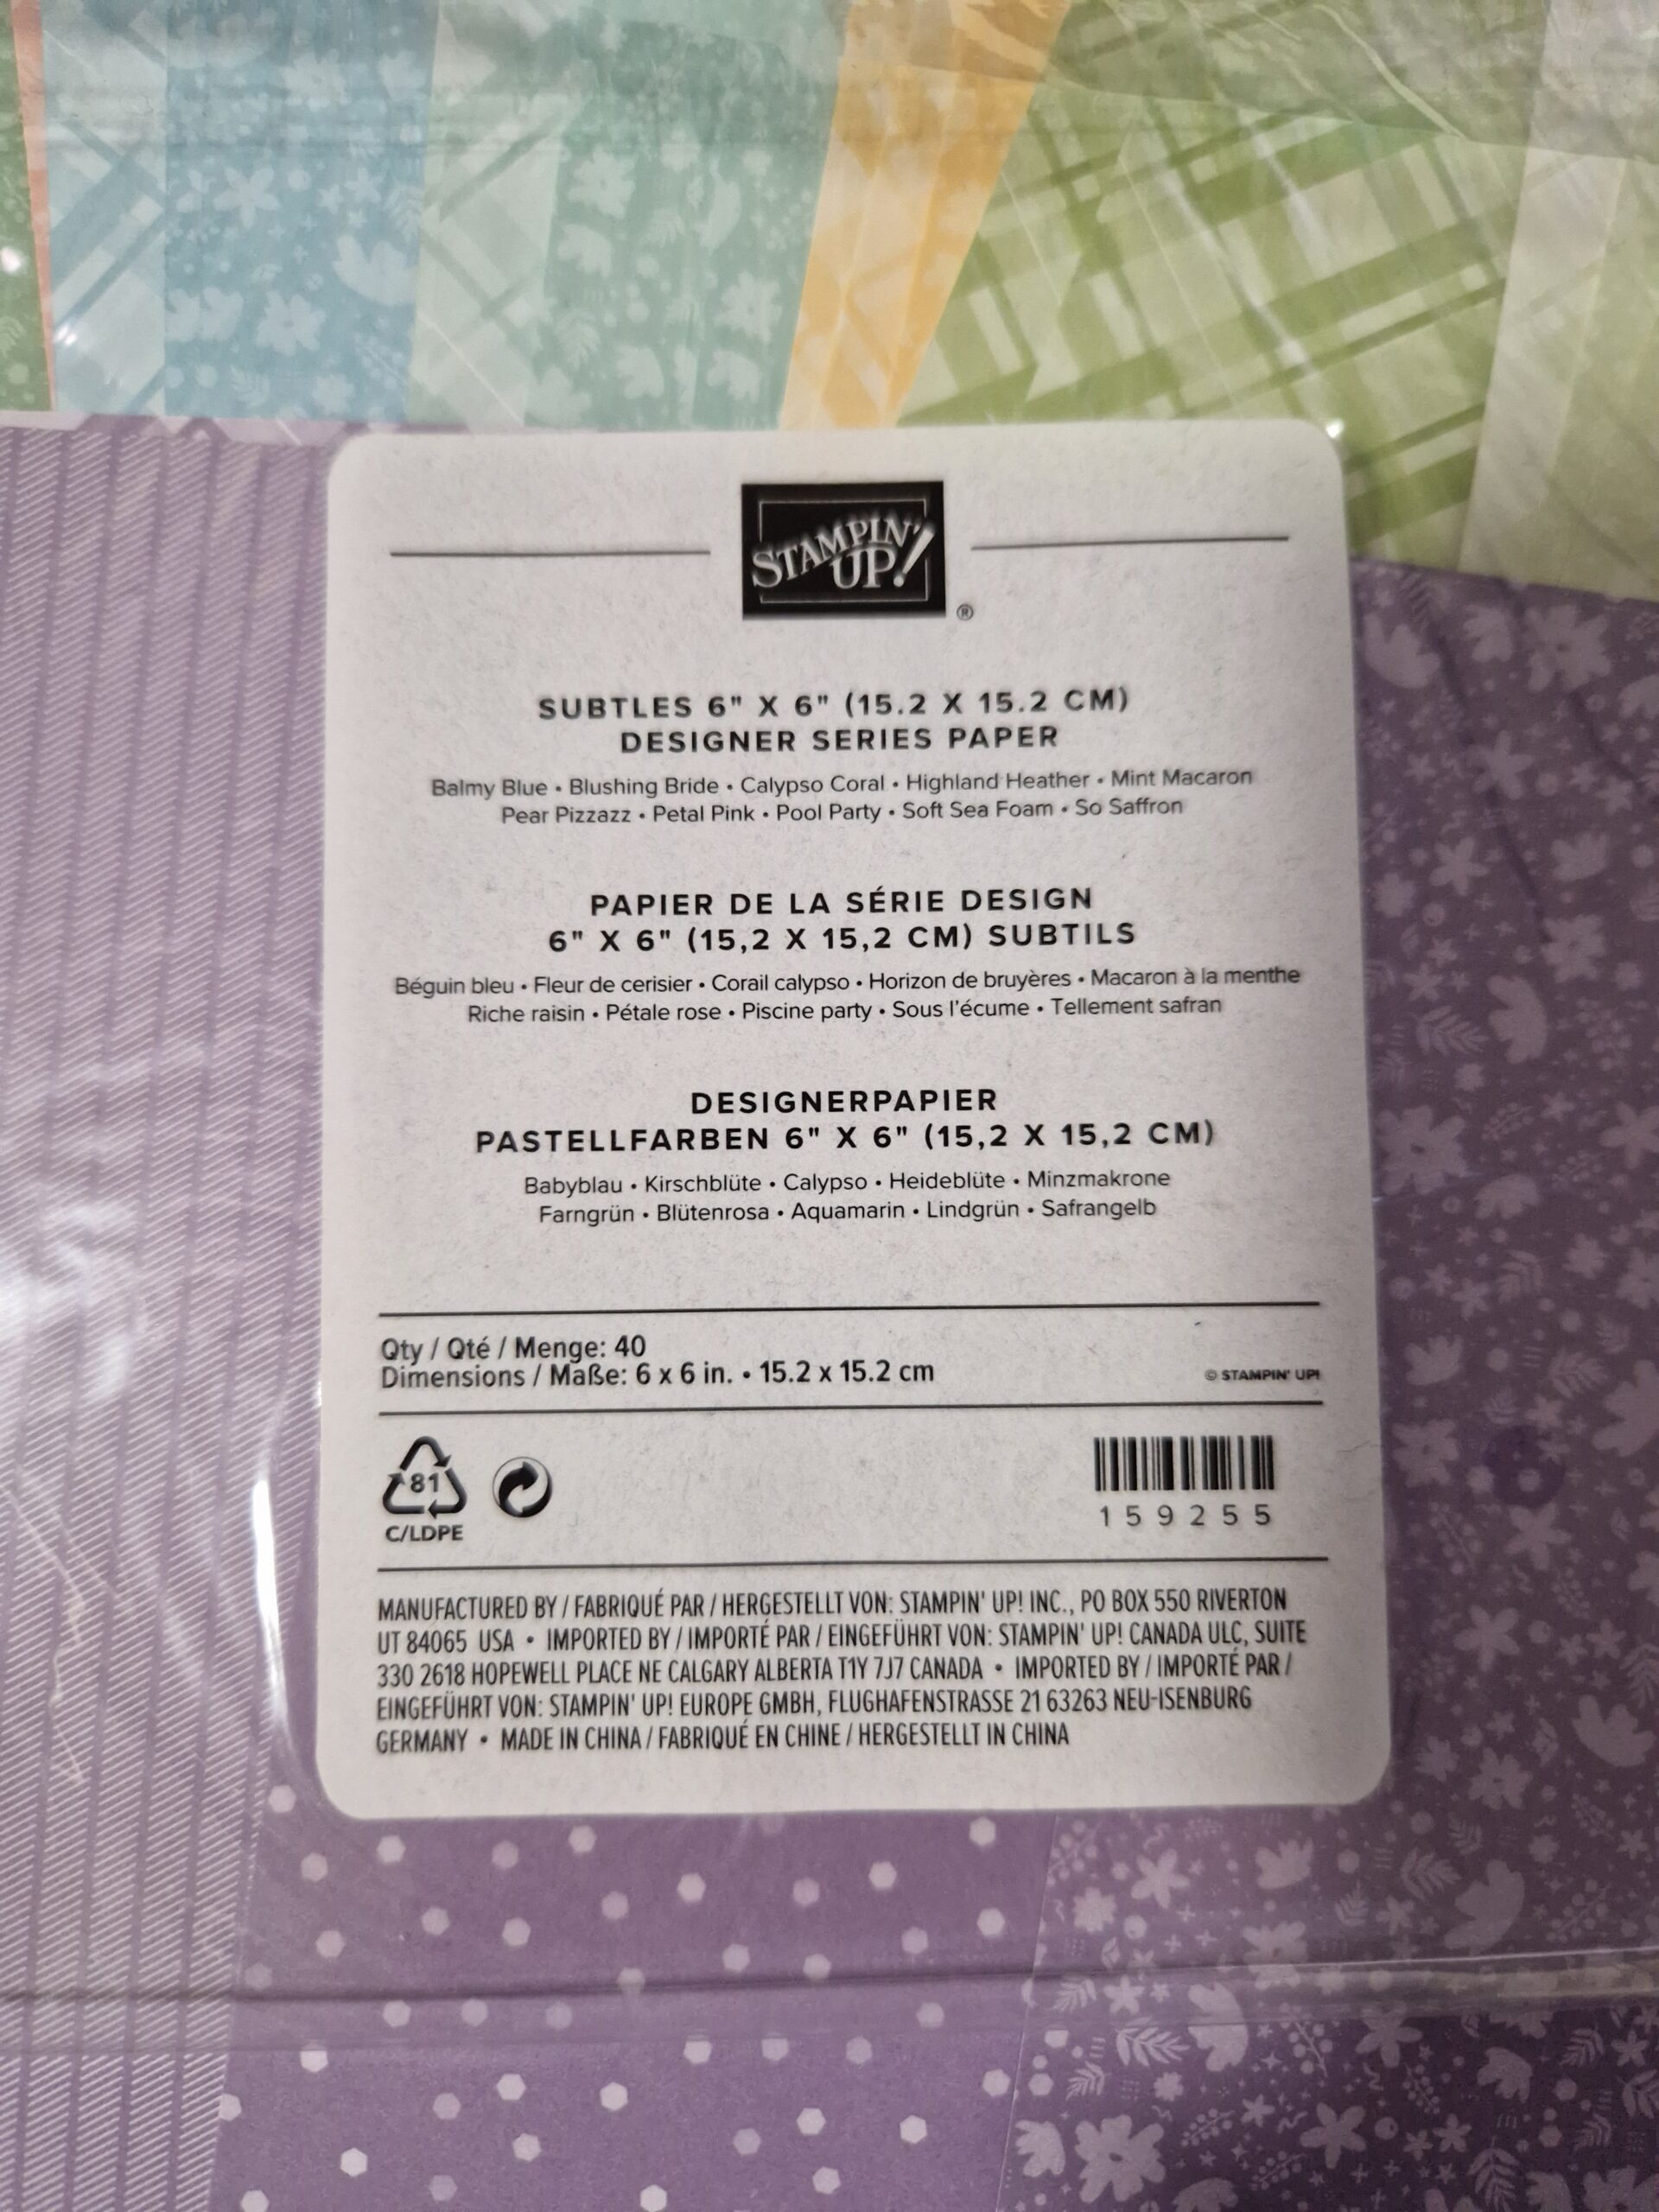 STAMPIN' UP! ®
SUBTLES 6" X 6" (15.2 X 15.2 CM)
DESIGNER SERIES PAPER
Balmy Blue • Blushing Bride • Calypso Coral • Highland Heather • Mint Macaron
Pear Pizzazz • Petal Pink • Pool Party • Soft Sea Foam • So Saffron
PAPIER DE LA SÉRIE DESIGN
6" X 6" (15,2 X 15,2 CM) SUBTILS
Béguin bleu • Fleur de cerisier • Corail calypso • Horizon de bruyères • Macaron à la menthe
Riche raisin • Pétale rose • Piscine party • Sous l'écume • Tellement safran
DESIGNERPAPIER
PASTELLFARBEN 6" X 6" (15,2 X 15,2 CM)
Babyblau • Kirschblüte • Calypso • Heideblüte • Minzmakrone
Farngrün • Blütenrosa • Aquamarin • Lindgrün • Safrangelb
Qty / Qté / Menge: 40
Dimensions / Maße: 6 x 6 in. • 15.2 x 15.2 cm
© STAMPIN' UP!
81
C/LDPE
159255
MANUFACTURED BY / FABRIQUÉ PAR / HERGESTELLT VON: STAMPIN' UP! INC., PO BOX 550 RIVERTON
UT 84065 USA • IMPORTED BY / IMPORTÉ PAR / EINGEFÜHRT VON: STAMPIN' UP! CANADA ULC, SUITE
330 2618 HOPEWELL PLACE NE CALGARY ALBERTA T1Y 7J7 CANADA • IMPORTED BY / IMPORTÉ PAR /
EINGEFÜHRT VON: STAMPIN' UP! EUROPE GMBH, FLUGHAFENSTRASSE 21 63263 NEU-ISENBURG
GERMANY • MADE IN CHINA / FABRIQUÉ EN CHINE / HERGESTELLT IN CHINA